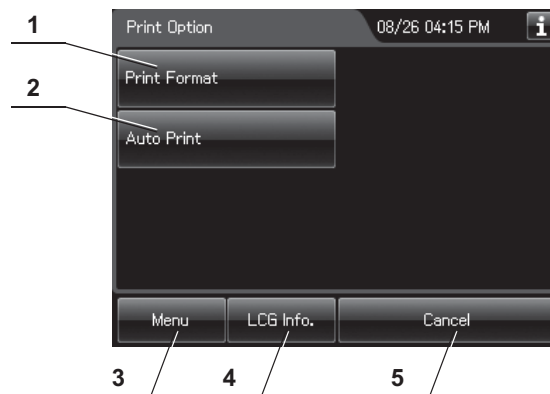 1
Print Option 08/26 04:15 PM i
Print Format
2
Auto Print
Menu LCG Info. Cancel
3 4 5